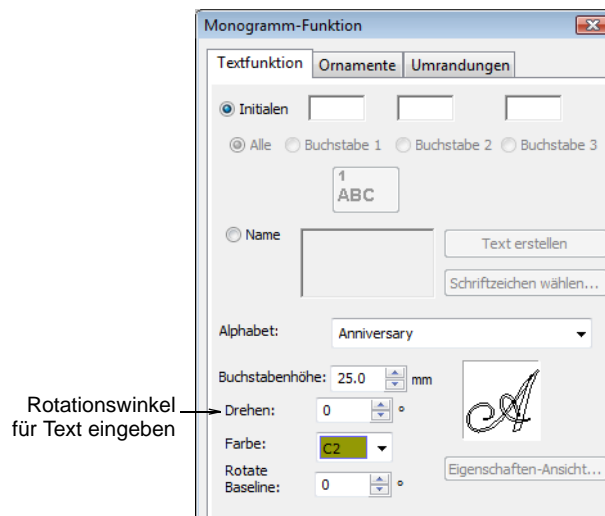 Monogramm-Funktion
Textfunktion Ornamente Umrandungen
Initialen
Alle Buchstabe 1 Buchstabe 2 Buchstabe 3
1
ABC
Name
Text erstellen
Schriftzeichen wählen...
Alphabet: Anniversary
Buchstabenhöhe: 25.0 mm
Rotationswinkel
für Text eingeben
Drehen: 0 °
Farbe: C2
Rotate
Baseline: 0 °
A
Eigenschaften-Ansicht...